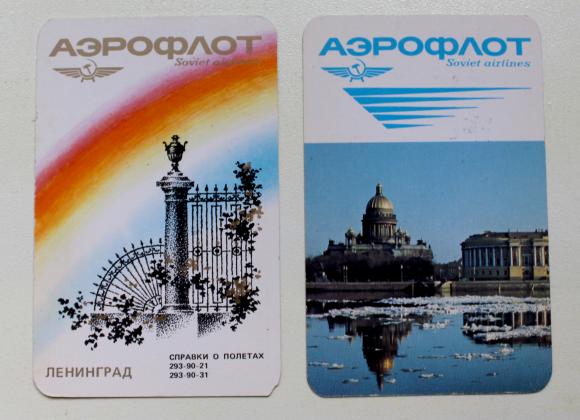 АЭРОФЛОТ
Soviet airlines
СПРАВКИ О ПОЛЕТАХ
293-90-21
293-90-31
ЛЕНИНГРАД
АЭРОФЛОТ
Soviet airlines